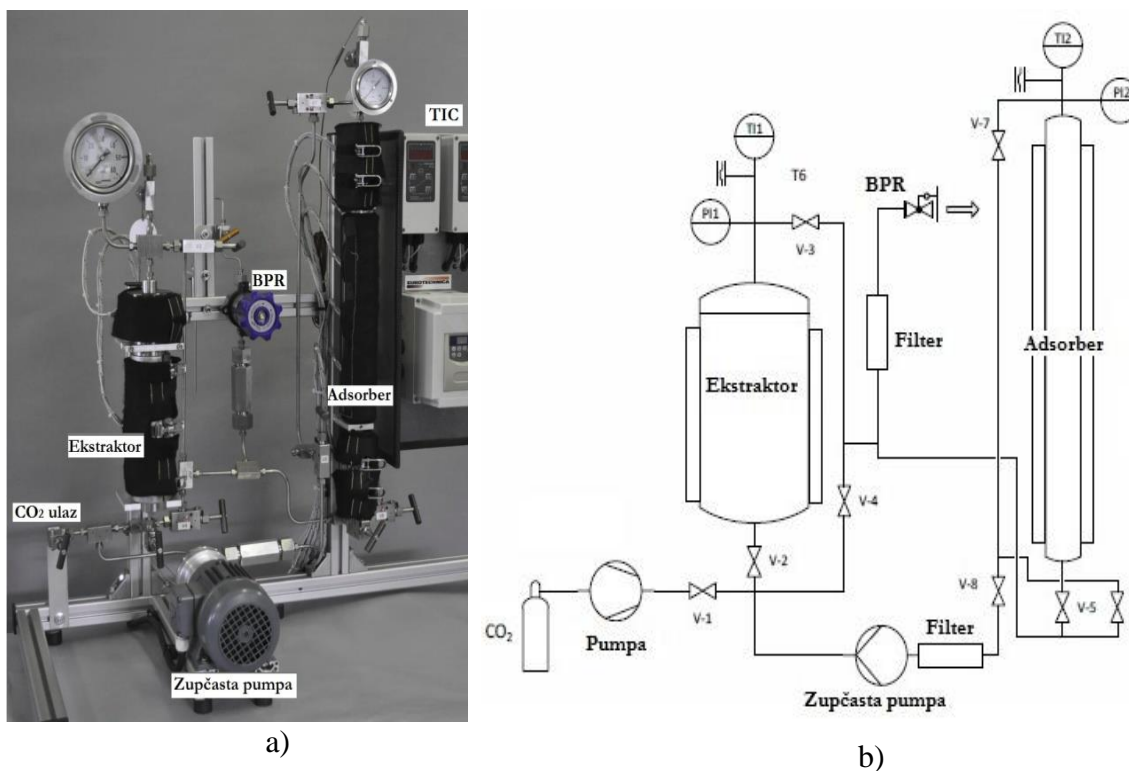 TIC
BPR
Adsorber
Ekstraktor
CO2 ulaz
Zupčasta pumpa
a)
TI2
PI2
V-7
TI1
T6
BPR
PI1
V-3
Filter
Adsorber
Ekstraktor
V-4
V-2
V-8
V-5
CO2
V-1
Pumpa
Filter
Zupčasta pumpa
b)